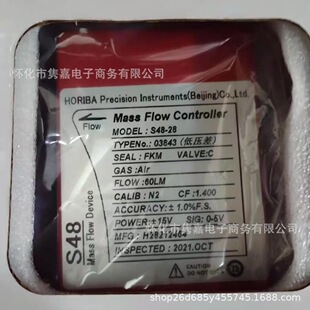 怀化市隽嘉电子商务有限公司
HORIBA Precision Instruments(Beijing)Co.,Ltd.
Flow
Mass Flow Controller
MODEL: S48-28
TYPENo.: 03843 (低压差)
SEAL: FKM VALVE:C
GAS:Air
FLOW:60LM
CALIB: N2 CF:1.400
ACCURACY: ±1.0%F.S.
POWER:±15V SIG: 0-5V
MFG:
INSPECTED: 2021.OCT
CAUTION
S48
Mass Flow Device
怀化市隽嘉电子商务有限公司
shop26d685y455745.1688.com